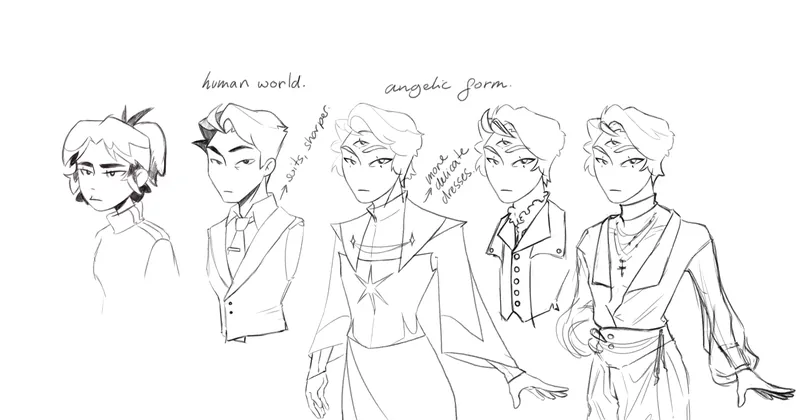 human world.
angelic form.
→ suits, sharper.
→ more
delicate
dresses